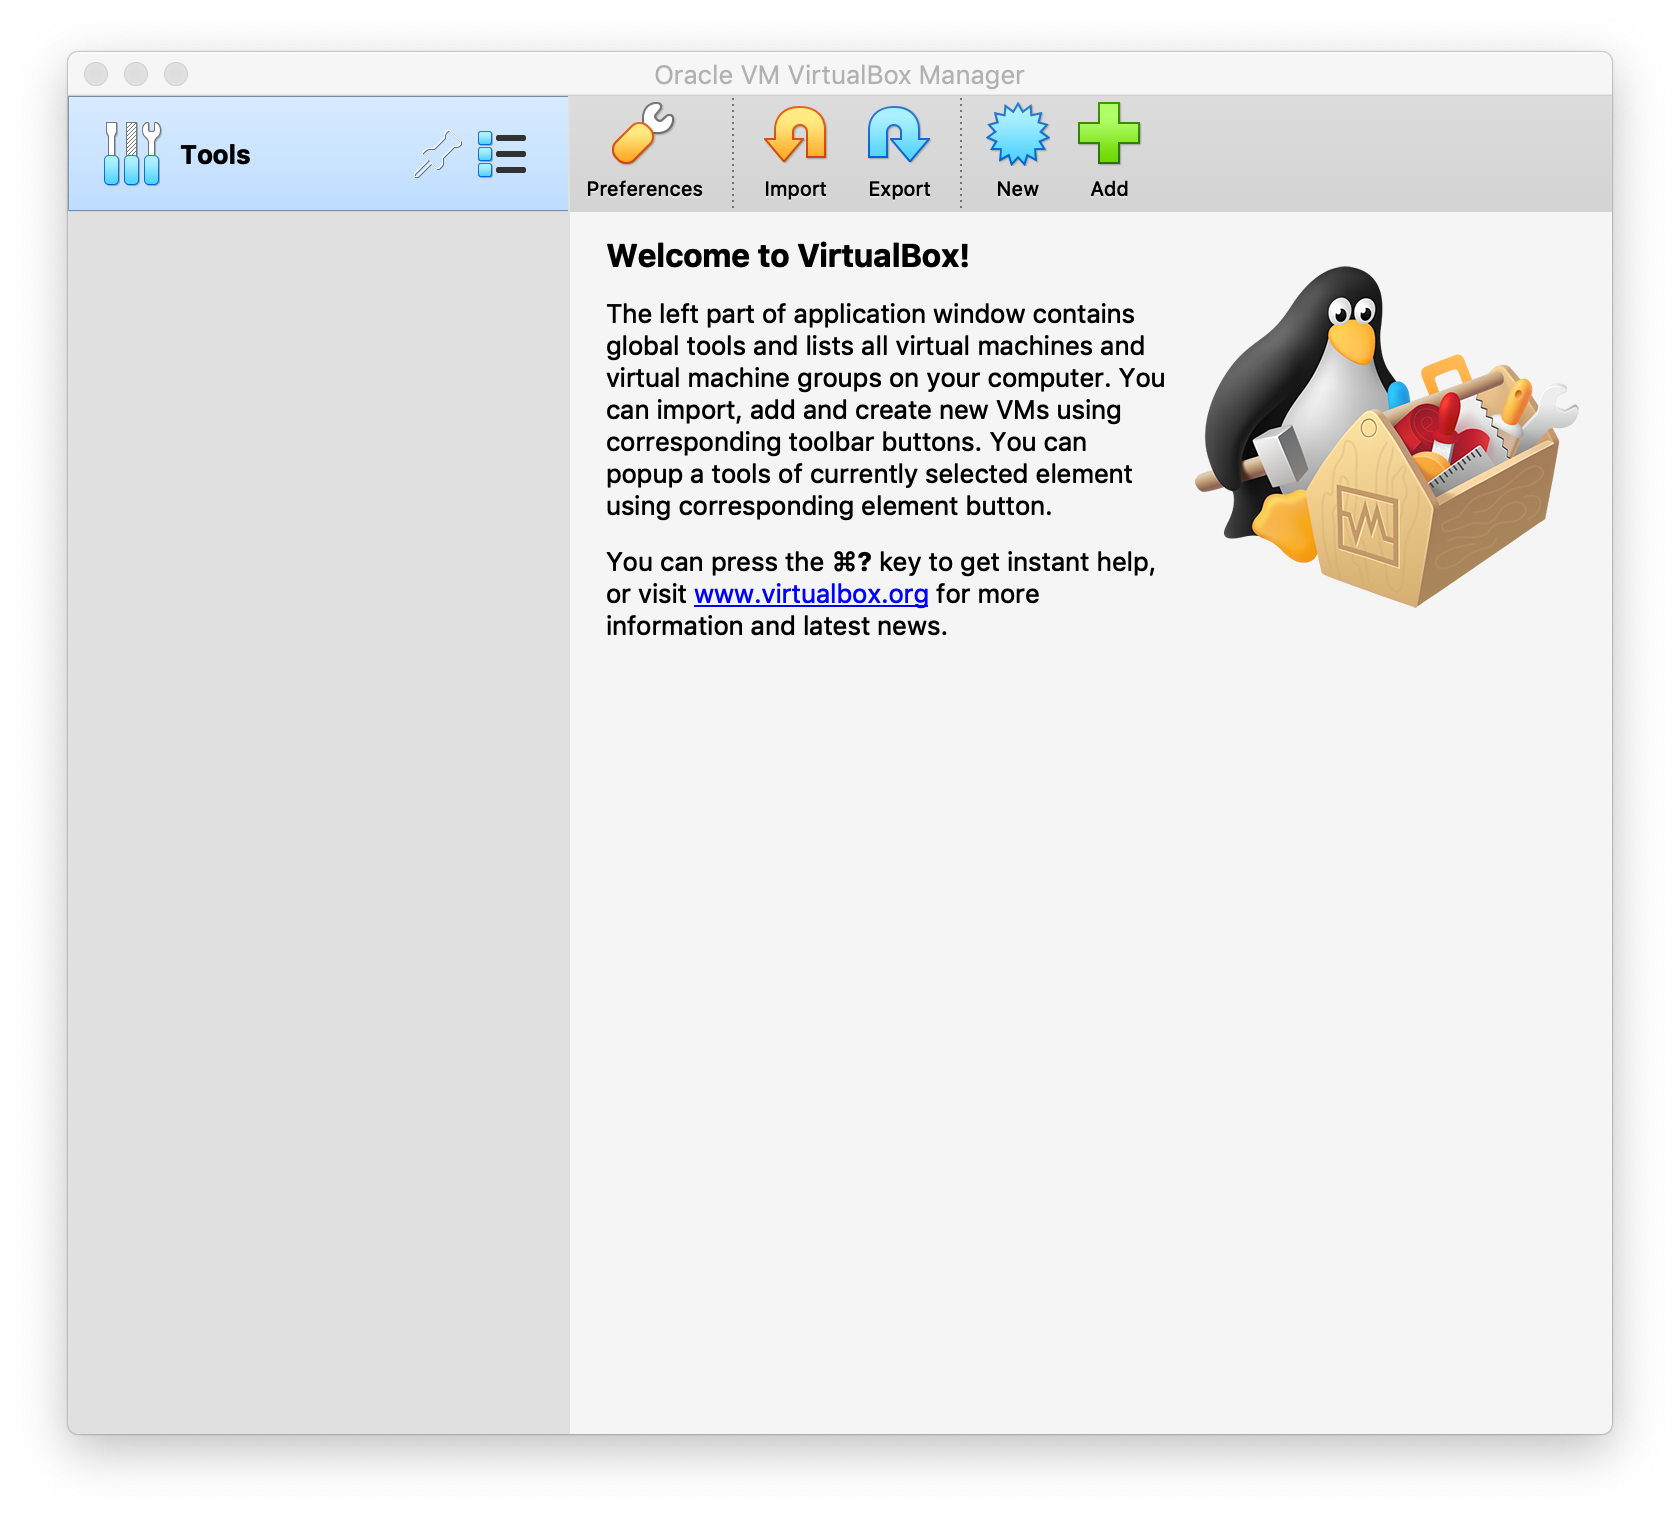 Oracle VM VirtualBox Manager
Tools
Preferences
Import
Export
New
Add
Welcome to VirtualBox!
The left part of application window contains
global tools and lists all virtual machines and
virtual machine groups on your computer. You
can import, add and create new VMs using
corresponding toolbar buttons. You can
popup a tools of currently selected element
using corresponding element button.
You can press the ⌘? key to get instant help,
or visit www.virtualbox.org for more
information and latest news.